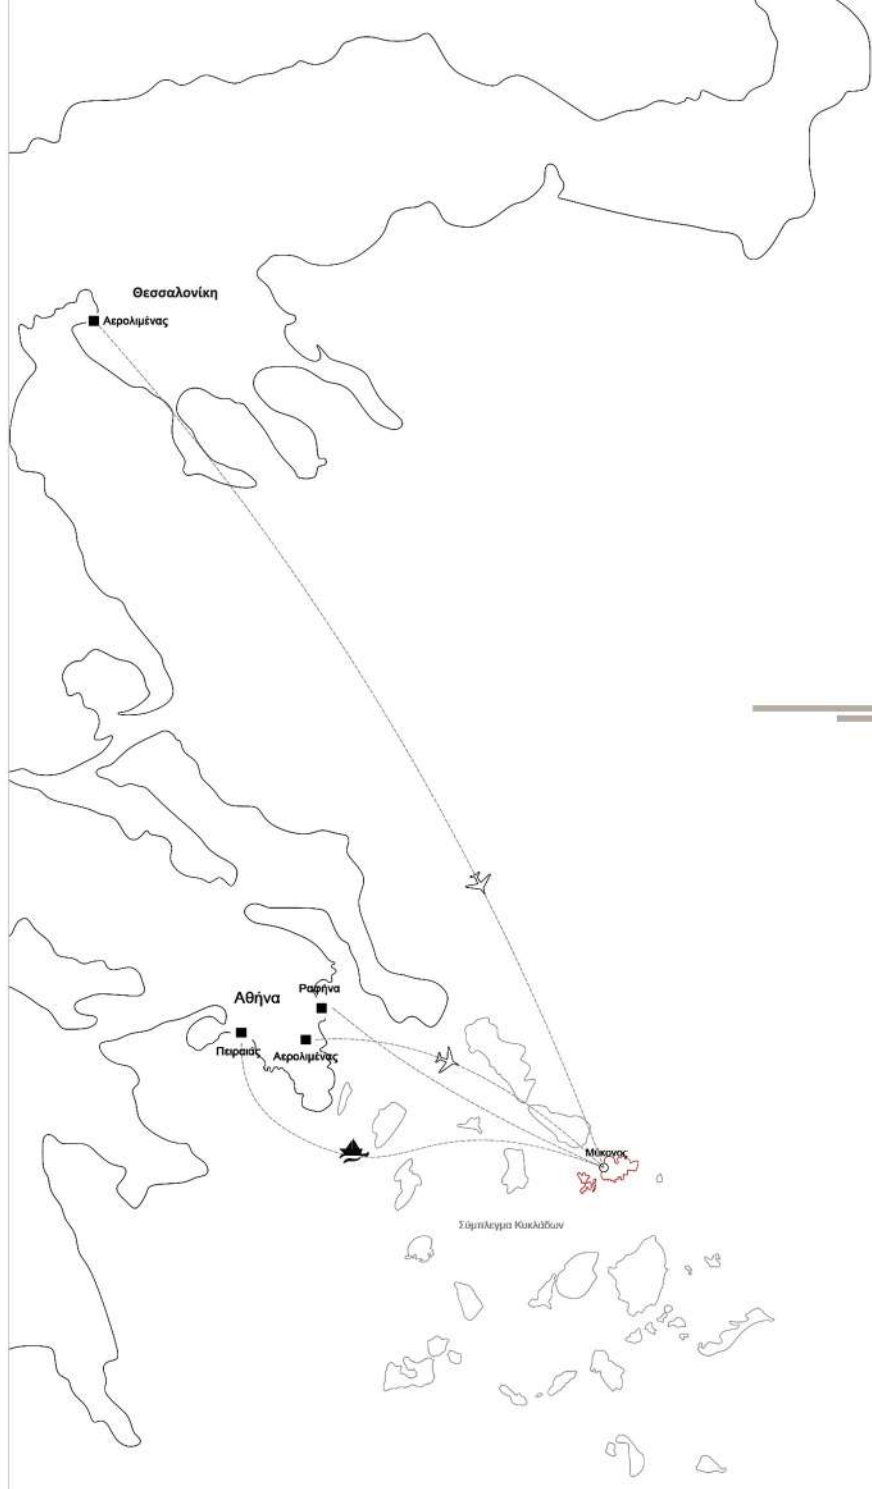 Θεσσαλονίκη
Αερολιμένας
Ραφήνα
Αθήνα
Πειραιάς
Αερολιμένας
Μύκονος
Σύμπλεγμα Κυκλάδων